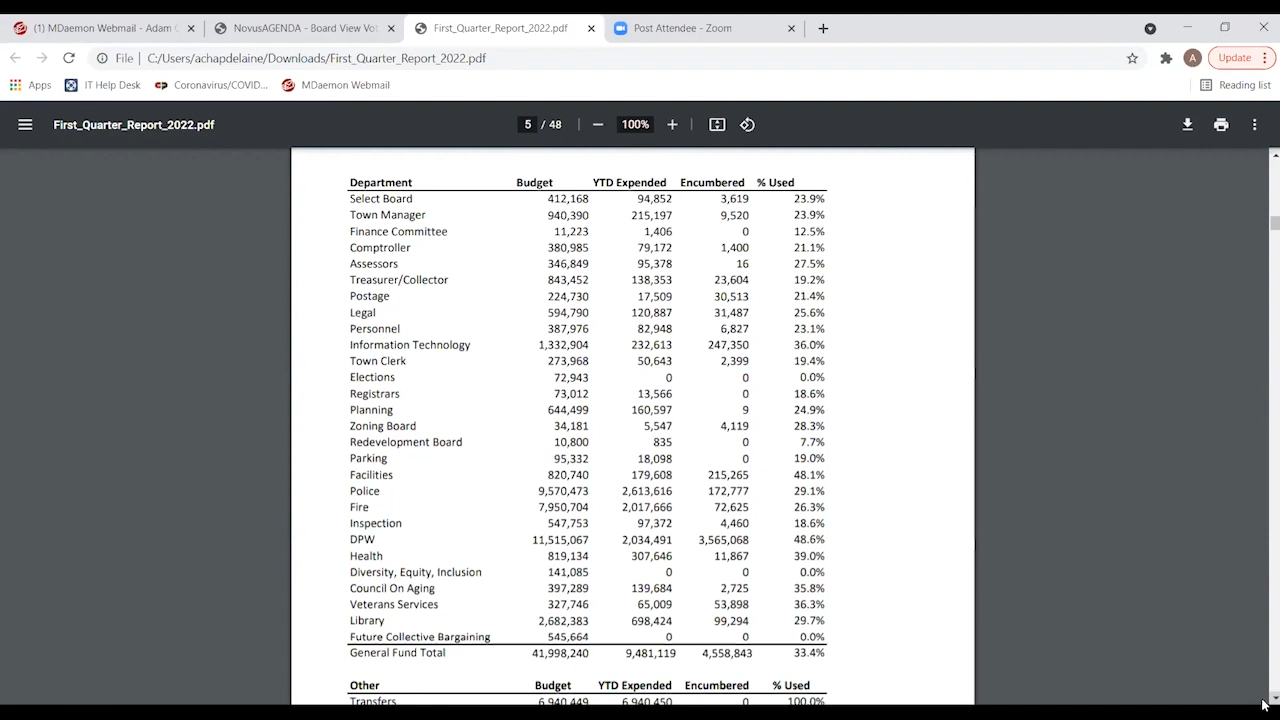 (1) MDaemon Webmail - Adam C
NovusAGENDA - Board View Vot
First_Quarter_Report_2022.pdf
Post Attendee - Zoom
File | C:/Users/achapdelaine/Downloads/First_Quarter_Report_2022.pdf
A
Update
Apps
IT Help Desk
Coronavirus/COVID...
MDaemon Webmail
Reading list
First_Quarter_Report_2022.pdf
5 / 48
100%
Department Budget YTD Expended Encumbered % Used
Select Board 412,168 94,852 3,619 23.9%
Town Manager 940,390 215,197 9,520 23.9%
Finance Committee 11,223 1,406 0 12.5%
Comptroller 380,985 79,172 1,400 21.1%
Assessors 346,849 95,378 16 27.5%
Treasurer/Collector 843,452 138,353 23,604 19.2%
Postage 224,730 17,509 30,513 21.4%
Legal 594,790 120,887 31,487 25.6%
Personnel 387,976 82,948 6,827 23.1%
Information Technology 1,332,904 232,613 247,350 36.0%
Town Clerk 273,968 50,643 2,399 19.4%
Elections 72,943 0 0 0.0%
Registrars 73,012 13,566 0 18.6%
Planning 644,499 160,597 9 24.9%
Zoning Board 34,181 5,547 4,119 28.3%
Redevelopment Board 10,800 835 0 7.7%
Parking 95,332 18,098 0 19.0%
Facilities 820,740 179,608 215,265 48.1%
Police 9,570,473 2,613,616 172,777 29.1%
Fire 7,950,704 2,017,666 72,625 26.3%
Inspection 547,753 97,372 4,460 18.6%
DPW 11,515,067 2,034,491 3,565,068 48.6%
Health 819,134 307,646 11,867 39.0%
Diversity, Equity, Inclusion 141,085 0 0 0.0%
Council On Aging 397,289 139,684 2,725 35.8%
Veterans Services 327,746 65,009 53,898 36.3%
Library 2,682,383 698,424 99,294 29.7%
Future Collective Bargaining 545,664 0 0 0.0%
General Fund Total 41,998,240 9,481,119 4,558,843 33.4%
Other Budget YTD Expended Encumbered % Used
Transfers 6,940,449 6,940,450 0 100.0%